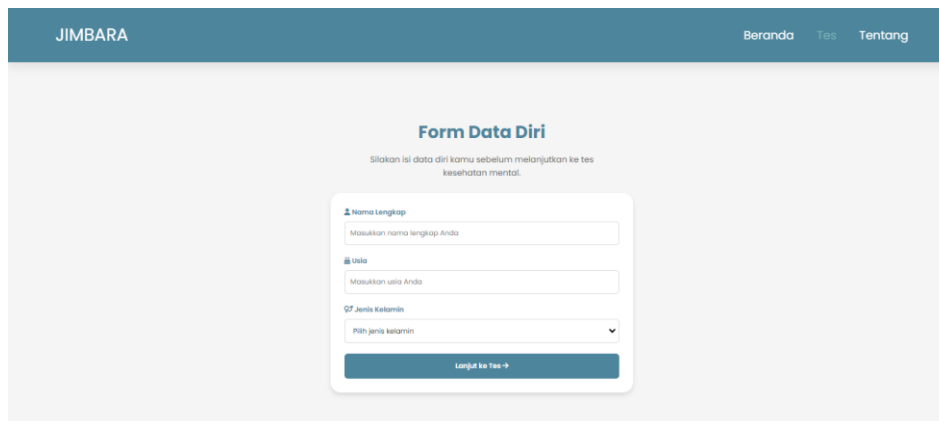 JIMBARA
Beranda Tes Tentang
Form Data Diri
Silakan isi data diri kamu sebelum melanjutkan ke tes
kesehatan mental.
Nama Lengkap
Masukkan nama lengkap Anda
Usia
Masukkan usia Anda
Jenis Kelamin
Pilih jenis kelamin
Lanjut ke Tes →